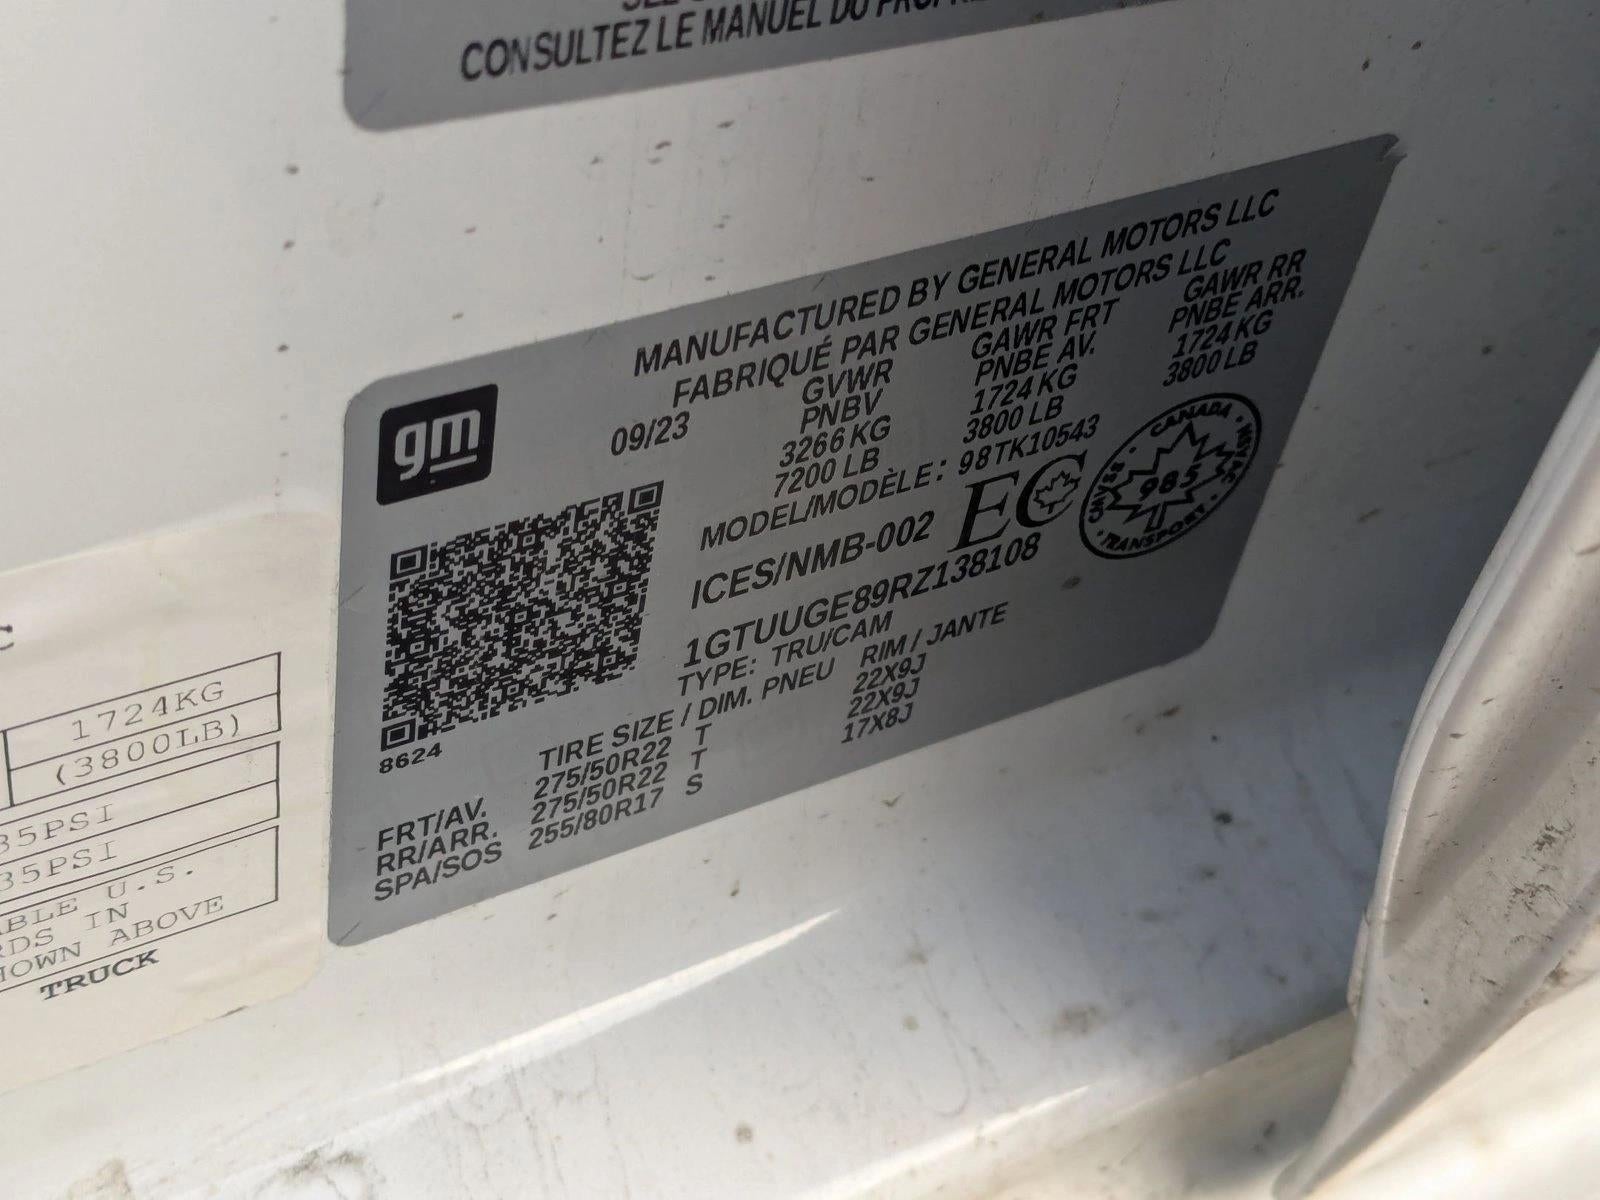 CONSULTEZ LE MANUEL DU
MANUFACTURED BY GENERAL MOTORS LLC
FABRIQUÉ PAR GENERAL MOTORS LLC
gm
09/23
GVWR GAWR FRT GAWR RR
PNBV PNBE AV. PNBE ARR.
3266 KG 1724 KG 1724 KG
7200 LB 3800 LB 3800 LB
MODEL/MODÈLE: 98TK10543
ICES/NMB-002 EC
CANADA
CMVSS 985 NSVAC
TRANSPORT
1GTUUGE89RZ138108
TYPE: TRU/CAM
8624
TIRE SIZE / DIM. PNEU RIM / JANTE
FRT/AV. 275/50R22 T 22X9J
RR/ARR. 275/50R22 T 22X9J
SPA/SOS 255/80R17 S 17X8J
1724KG
(3800LB)
35PSI
35PSI
U.S.
IN
ABOVE
TRUCK